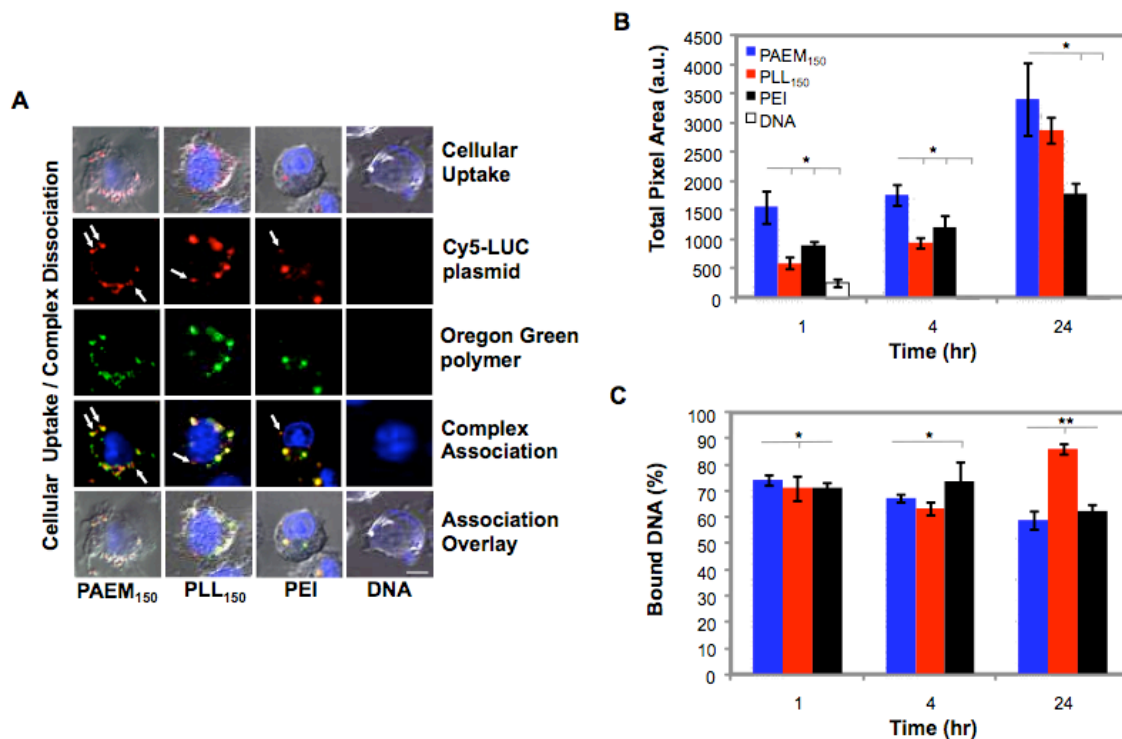 A
Cellular Uptake / Complex Dissociation
Cellular
Uptake
Cy5-LUC
plasmid
Oregon Green
polymer
Complex
Association
Association
Overlay
PAEM150 PLL150 PEI DNA
B
Total Pixel Area (a.u.)
4500
4000
3500
3000
2500
2000
1500
1000
500
0
PAEM150
PLL150
PEI
DNA
* * *
1 4 24
Time (hr)
C
Bound DNA (%)
100
90
80
70
60
50
40
30
20
10
0
* * **
1 4 24
Time (hr)